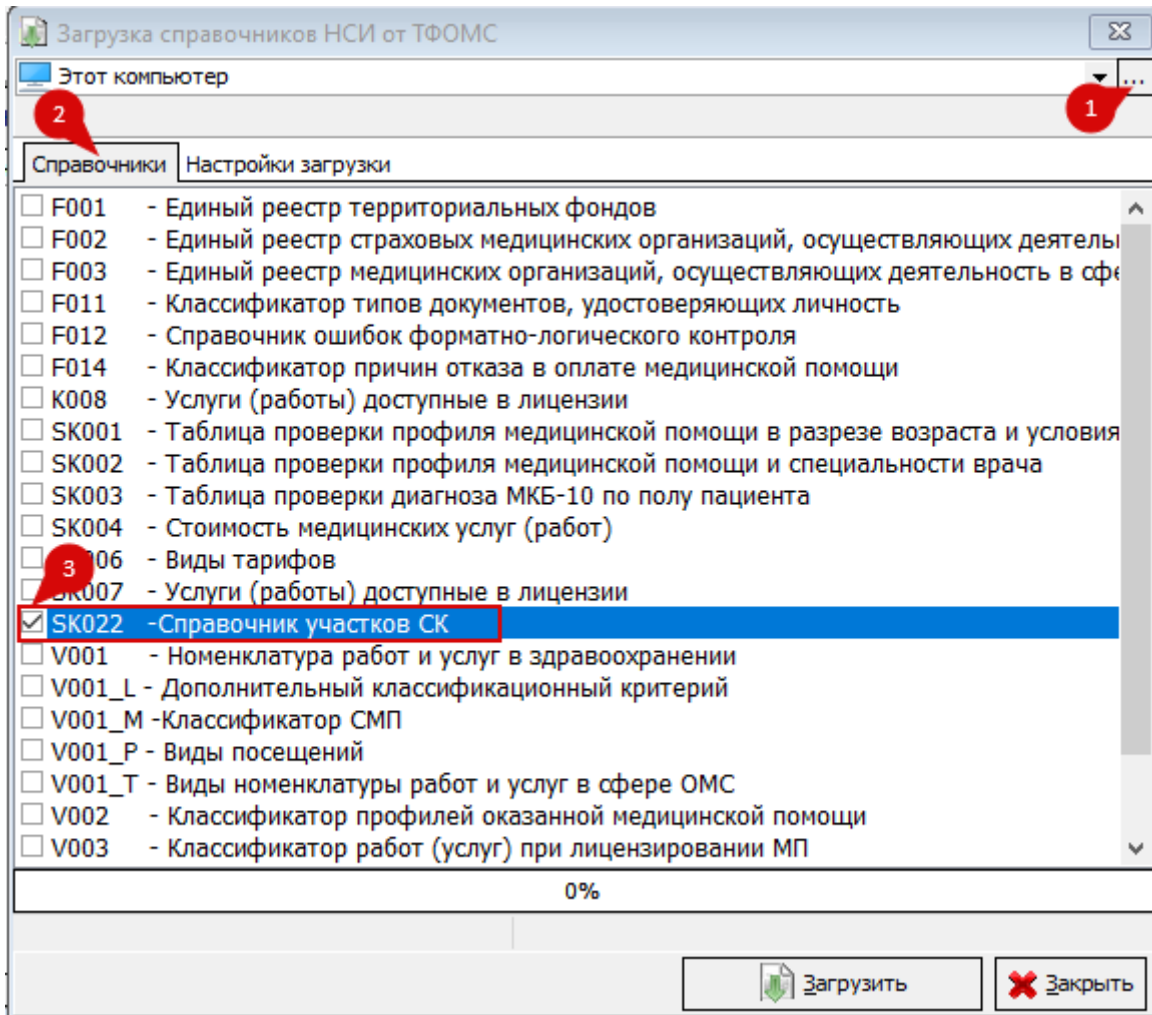 Загрузка справочников НСИ от ТФОМС
Этот компьютер
...
1
2
Справочники
Настройки загрузки
F001 - Единый реестр территориальных фондов
F002 - Единый реестр страховых медицинских организаций, осуществляющих деятелы
F003 - Единый реестр медицинских организаций, осуществляющих деятельность в сфе
F011 - Классификатор типов документов, удостоверяющих личность
F012 - Справочник ошибок форматно-логического контроля
F014 - Классификатор причин отказа в оплате медицинской помощи
K008 - Услуги (работы) доступные в лицензии
SK001 - Таблица проверки профиля медицинской помощи в разрезе возраста и условия
SK002 - Таблица проверки профиля медицинской помощи и специальности врача
SK003 - Таблица проверки диагноза МКБ-10 по полу пациента
SK004 - Стоимость медицинских услуг (работ)
06 - Виды тарифов
3
SK007 - Услуги (работы) доступные в лицензии
SK022 -Справочник участков СК
V001 - Номенклатура работ и услуг в здравоохранении
V001_L - Дополнительный классификационный критерий
V001_M -Классификатор СМП
V001_P - Виды посещений
V001_T - Виды номенклатуры работ и услуг в сфере ОМС
V002 - Классификатор профилей оказанной медицинской помощи
V003 - Классификатор работ (услуг) при лицензировании МП
0%
Загрузить
Закрыть